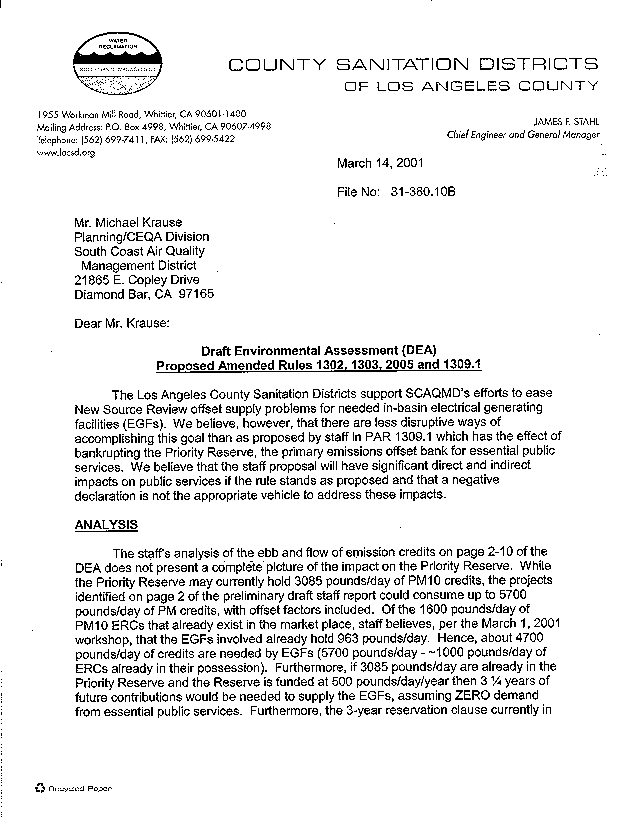 WATER
RECLAMATION
SOLID WASTE MANAGEMENT
COUNTY SANITATION DISTRICTS
OF LOS ANGELES COUNTY
1955 Workman Mill Road, Whittier, CA 90601-1400
Mailing Address: P.O. Box 4998, Whittier, CA 90607-4998
Telephone: (562) 699-7411, FAX: (562) 699-5422
www.lacsd.org
JAMES F. STAHL
Chief Engineer and General Manager
March 14, 2001
File No: 31-380.10B
Mr. Michael Krause
Planning/CEQA Division
South Coast Air Quality
Management District
21865 E. Copley Drive
Diamond Bar, CA 97165
Dear Mr. Krause:
Draft Environmental Assessment (DEA)
Proposed Amended Rules 1302, 1303, 2005 and 1309.1
The Los Angeles County Sanitation Districts support SCAQMD's efforts to ease
New Source Review offset supply problems for needed in-basin electrical generating
facilities (EGFs). We believe, however, that there are less disruptive ways of
accomplishing this goal than as proposed by staff in PAR 1309.1 which has the effect of
bankrupting the Priority Reserve, the primary emissions offset bank for essential public
services. We believe that the staff proposal will have significant direct and indirect
impacts on public services if the rule stands as proposed and that a negative
declaration is not the appropriate vehicle to address these impacts.
ANALYSIS
The staff's analysis of the ebb and flow of emission credits on page 2-10 of the
DEA does not present a complete picture of the impact on the Priority Reserve. While
the Priority Reserve may currently hold 3085 pounds/day of PM10 credits, the projects
identified on page 2 of the preliminary draft staff report could consume up to 5700
pounds/day of PM credits, with offset factors included. Of the 1600 pounds/day of
PM10 ERCs that already exist in the market place, staff believes, per the March 1, 2001
workshop, that the EGFs involved already hold 963 pounds/day. Hence, about 4700
pounds/day of credits are needed by EGFs (5700 pounds/day - ~1000 pounds/day of
ERCs already in their possession). Furthermore, if 3085 pounds/day are already in the
Priority Reserve and the Reserve is funded at 500 pounds/day/year then 3 ¼ years of
future contributions would be needed to supply the EGFs, assuming ZERO demand
from essential public services. Furthermore, the 3-year reservation clause currently in
Recycled Paper